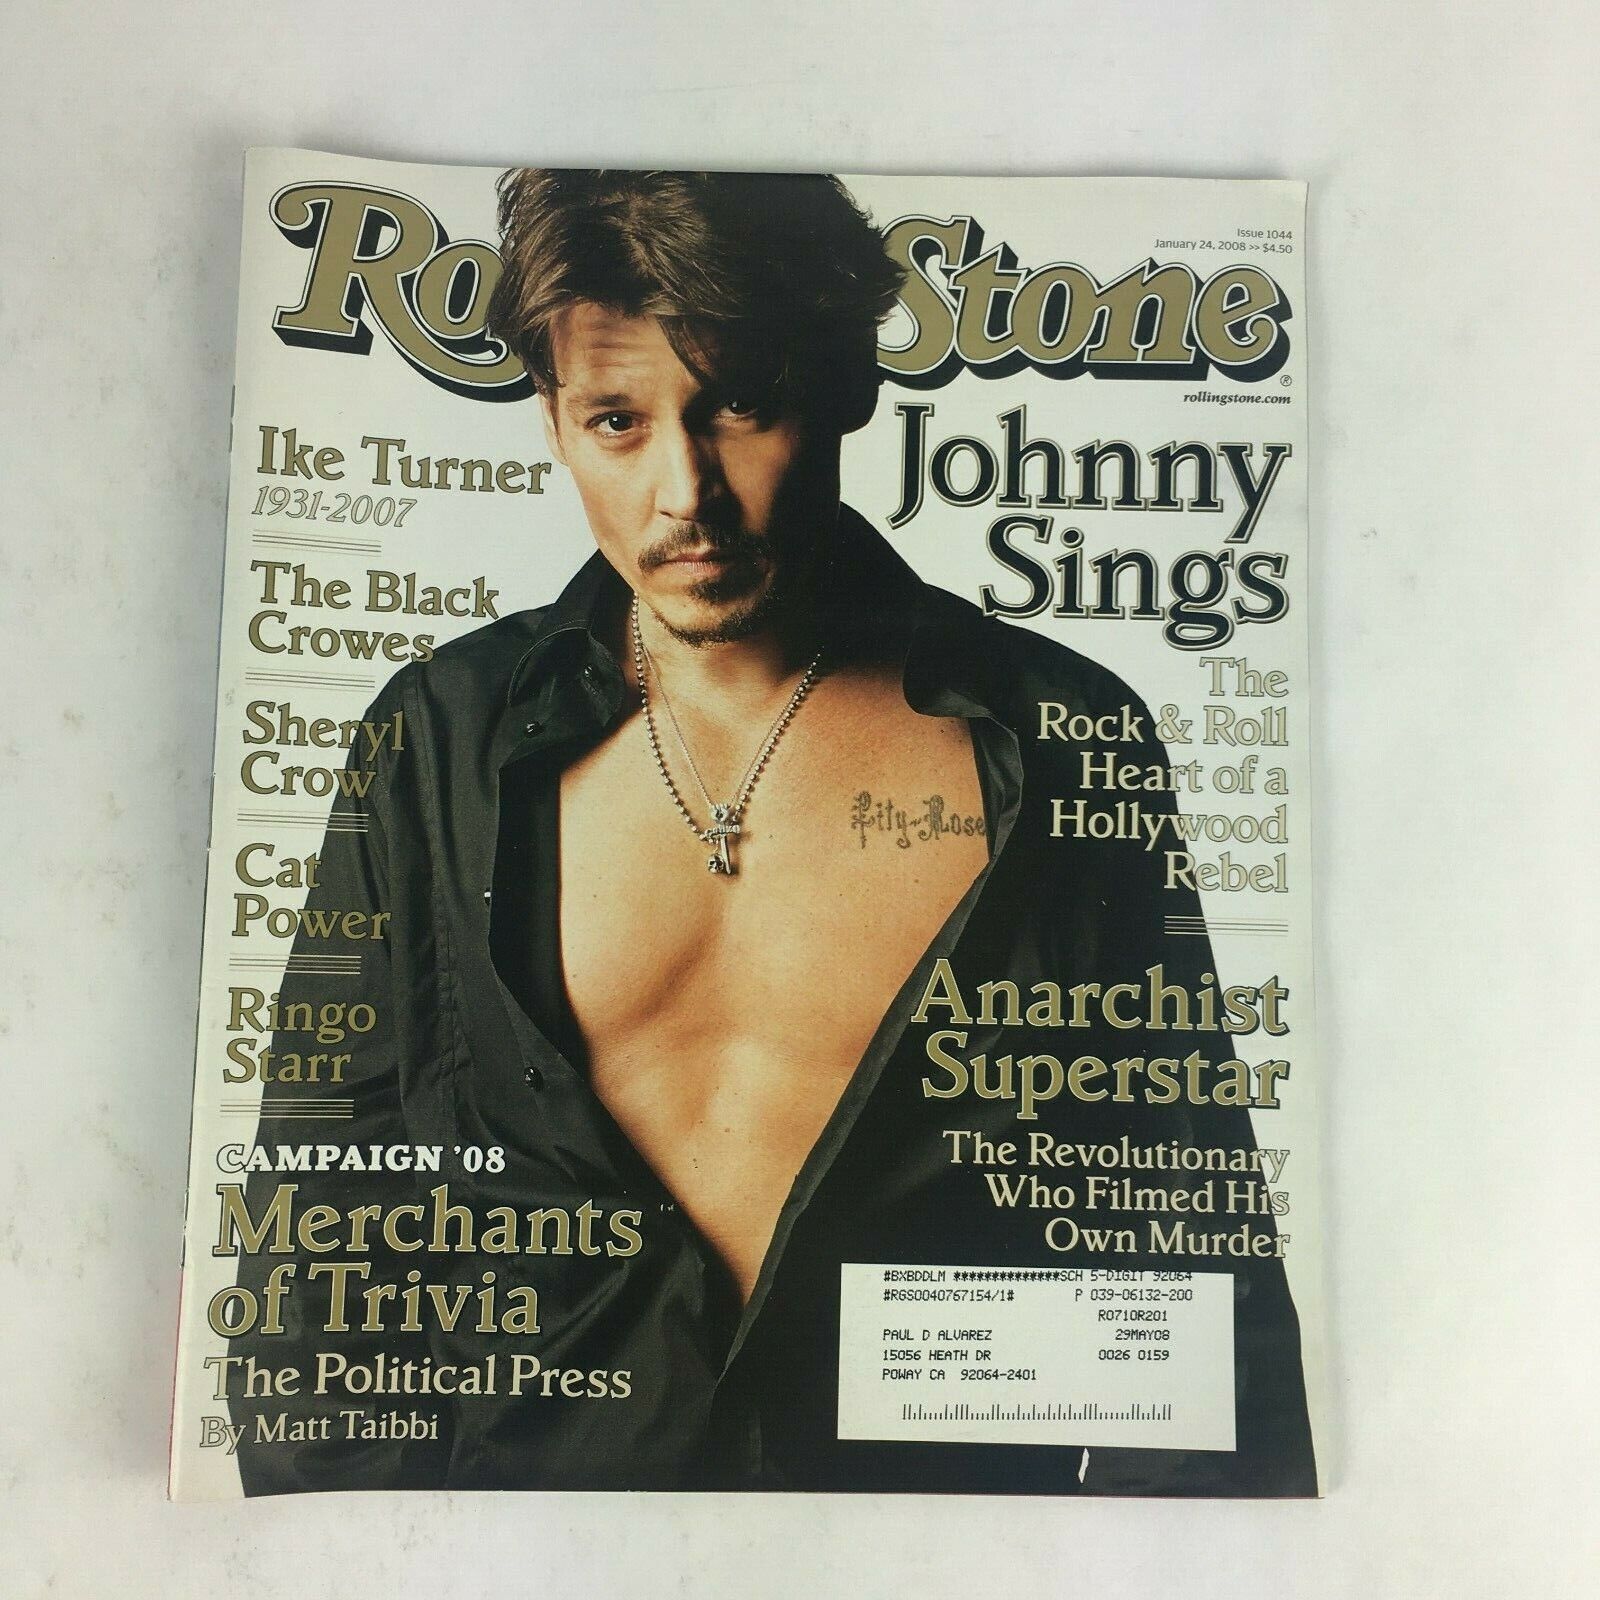 Ro Stone
Issue 1044
January 24, 2008 >> $4.50
®
rollingstone.com
Ike Turner
1931-2007
The Black
Crowes
Sheryl
Crow
Cat
Power
Ringo
Starr
CAMPAIGN '08
Merchants
of Trivia
The Political Press
By Matt Taibbi
Johnny
Sings
The
Rock & Roll
Heart of a
Hollywood
Rebel
Lily-Rose
Anarchist
Superstar
The Revolutionary
Who Filmed His
Own Murder
#BXBDDLM **************SCH 5-DIGIT 92064
#RGS0040767154/1# P 039-06132-200
R0710R201
PAUL D ALVAREZ 29MAY08
15056 HEATH DR 0026 0159
POWAY CA 92064-2401